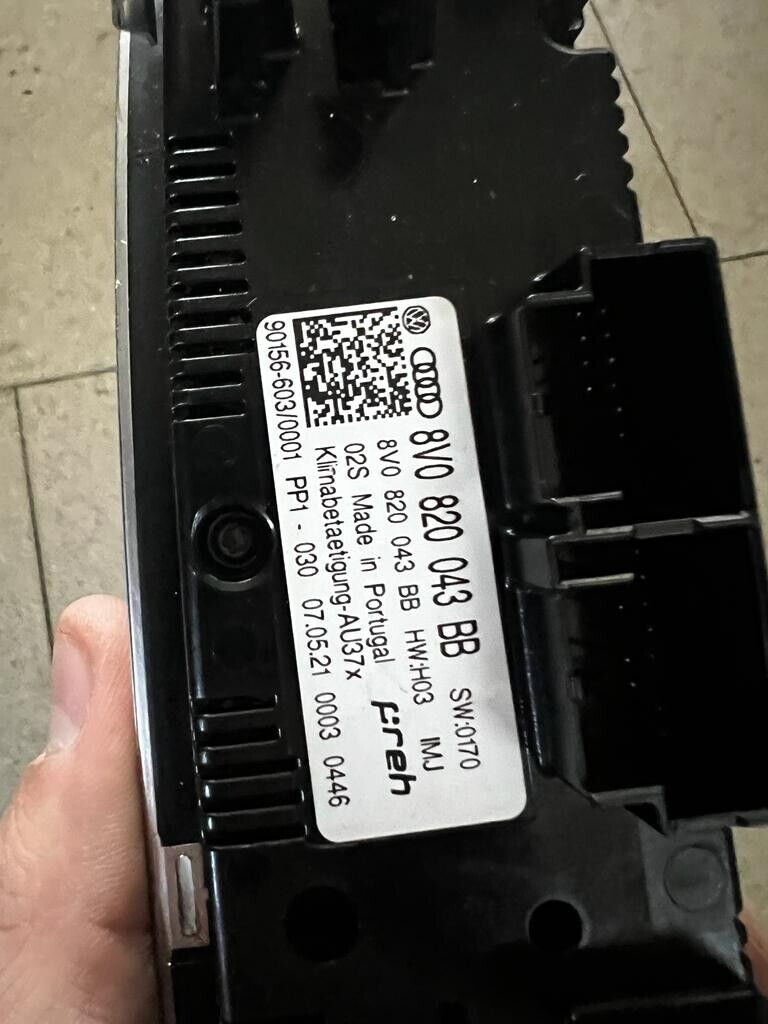 8V0 820 043 BB SW:0170
8V0 820 043 BB HW:H03 IMJ
02S Made in Portugal
Klimabetaetigung-AU37x
90156-603/0001 PP1 - 030 07.05.21 0003 0446
Preh